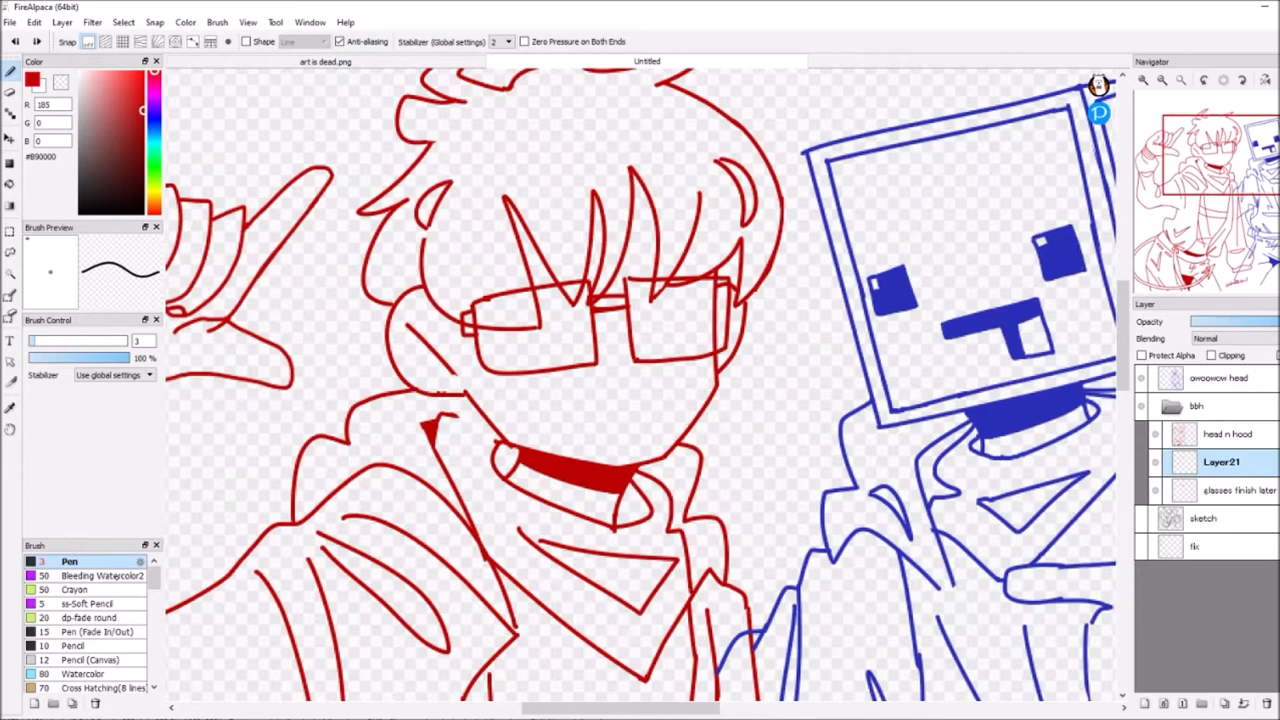 FireAlpaca (64bit)
File Edit Layer Filter Select Snap Color Brush View Tool Window Help
Snap off Shape Line Anti-aliasing Stabilizer (Global settings) 2 Zero Pressure on Both Ends
Color
art is dead.png
Untitled
Navigator
R 185
G 0
B 0
#B90000
Brush Preview
Brush Control
3
100 %
Stabilizer Use global settings
Layer
Opacity
Blending Normal
Protect Alpha Clipping
owoowow head
bbh
head n hood
Layer21
glasses finish later
sketch
fix
Brush
3 Pen
50 Bleeding Watercolor2
50 Crayon
5 ss-Soft Pencil
20 dp-fade round
15 Pen (Fade In/Out)
10 Pencil
12 Pencil (Canvas)
80 Watercolor
70 Cross Hatching(8 lines)